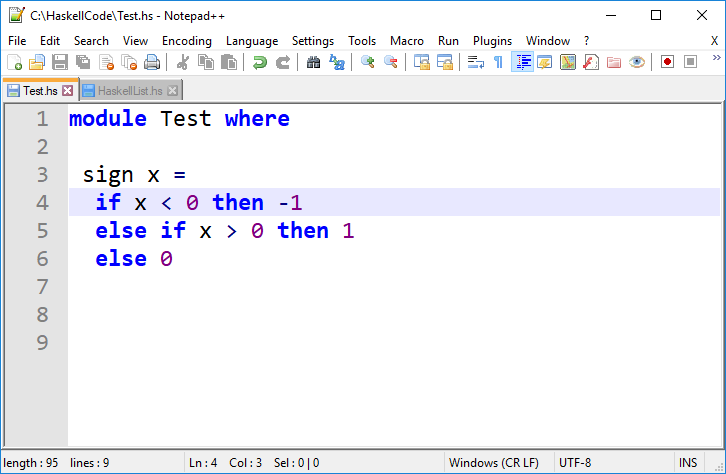 C:\HaskellCode\Test.hs - Notepad++
File Edit Search View Encoding Language Settings Tools Macro Run Plugins Window ? X
Test.hs HaskellList.hs
1 module Test where
2
3 sign x =
4 if x < 0 then -1
5 else if x > 0 then 1
6 else 0
7
8
9
length : 95 lines : 9 Ln : 4 Col : 3 Sel : 0 | 0 Windows (CR LF) UTF-8 INS